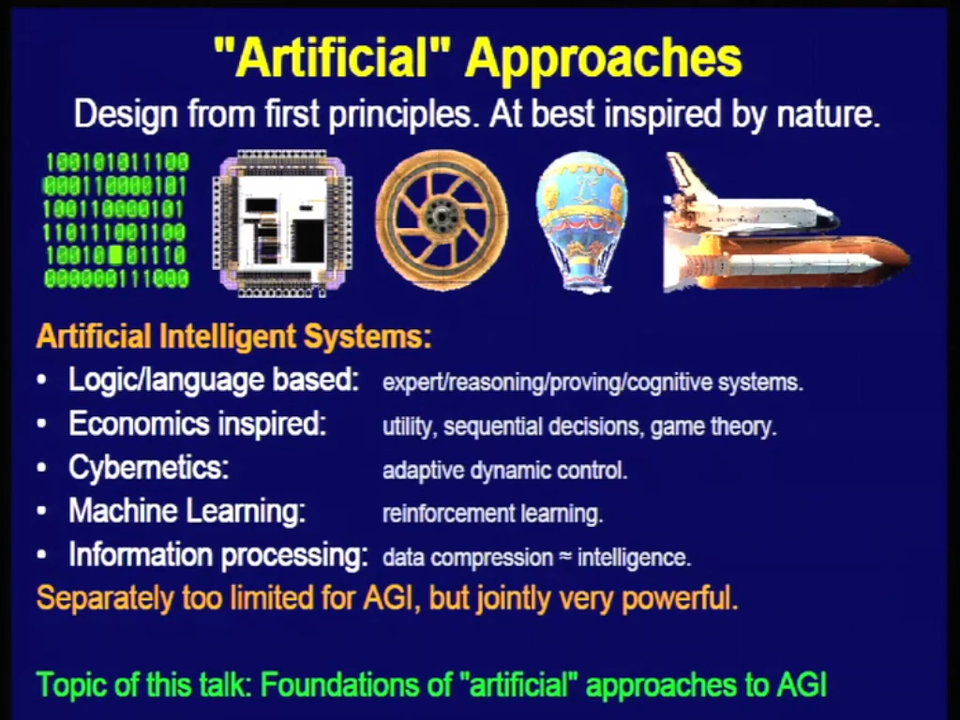 "Artificial" Approaches
Design from first principles. At best inspired by nature.
100101011100
000110000101
100110000101
110111001100
10010 01110
000000111000
Artificial Intelligent Systems:
• Logic/language based: expert/reasoning/proving/cognitive systems.
• Economics inspired: utility, sequential decisions, game theory.
• Cybernetics: adaptive dynamic control.
• Machine Learning: reinforcement learning.
• Information processing: data compression ≈ intelligence.
Separately too limited for AGI, but jointly very powerful.
Topic of this talk: Foundations of "artificial" approaches to AGI